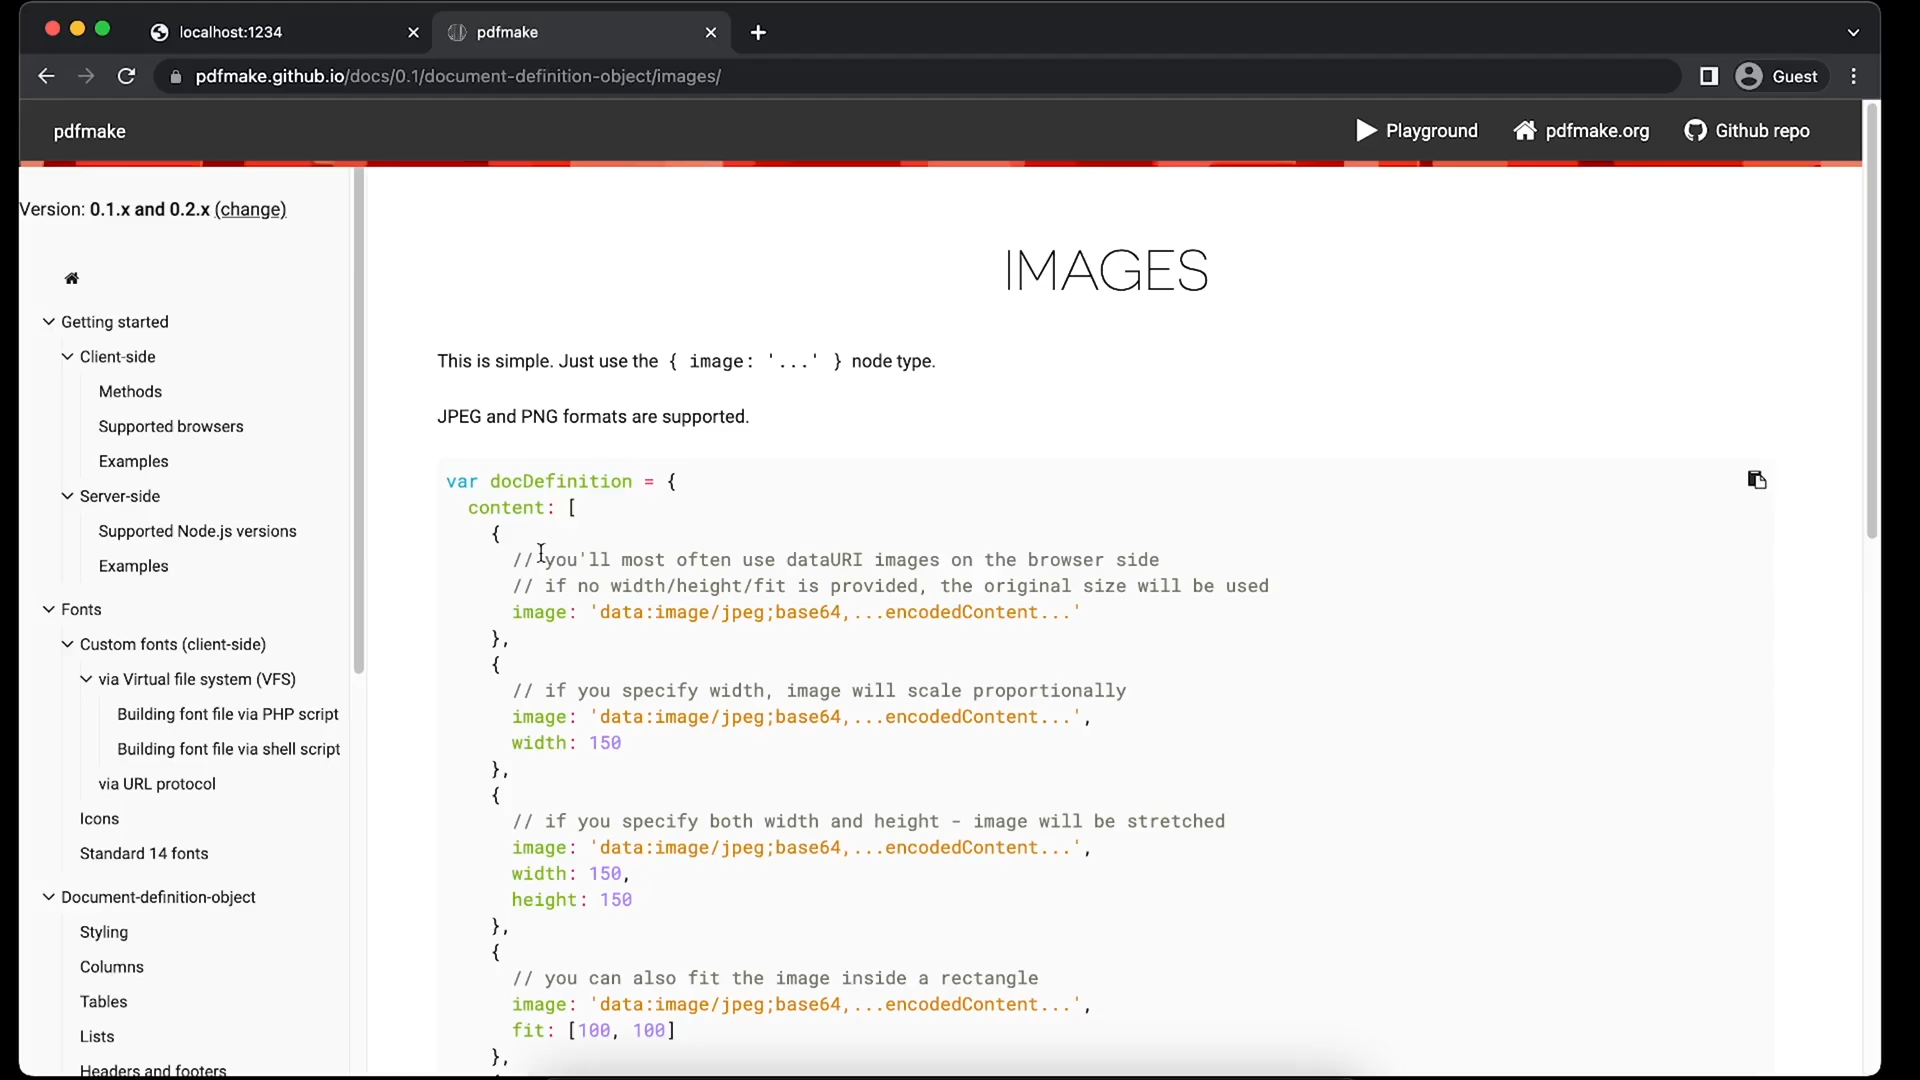 localhost:1234
pdfmake
pdfmake.github.io/docs/0.1/document-definition-object/images/
Guest
pdfmake
Playground
pdfmake.org
Github repo
Version: 0.1.x and 0.2.x (change)
Getting started
Client-side
Methods
Supported browsers
Examples
Server-side
Supported Node.js versions
Examples
Fonts
Custom fonts (client-side)
via Virtual file system (VFS)
Building font file via PHP script
Building font file via shell script
via URL protocol
Icons
Standard 14 fonts
Document-definition-object
Styling
Columns
Tables
Lists
Headers and footers
IMAGES
This is simple. Just use the { image: '...' } node type.
JPEG and PNG formats are supported.
var docDefinition = {
content: [
{
// you'll most often use dataURI images on the browser side
// if no width/height/fit is provided, the original size will be used
image: 'data:image/jpeg;base64,...encodedContent...'
},
{
// if you specify width, image will scale proportionally
image: 'data:image/jpeg;base64,...encodedContent...',
width: 150
},
{
// if you specify both width and height - image will be stretched
image: 'data:image/jpeg;base64,...encodedContent...',
width: 150,
height: 150
},
{
// you can also fit the image inside a rectangle
image: 'data:image/jpeg;base64,...encodedContent...',
fit: [100, 100]
},